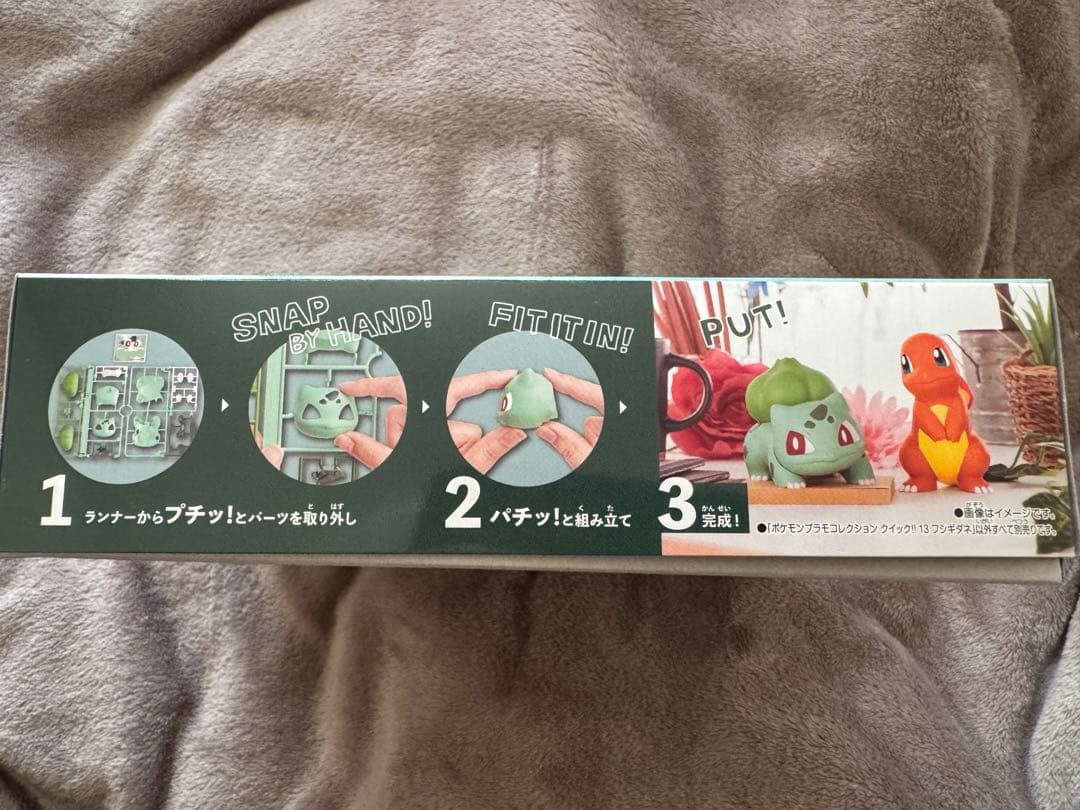 SNAP
BY HAND!
FIT IT IN!
PUT!
1 ランナーからプチッ!とパーツを取り外し
2 パチッ!と組み立て
3 完成!
●画像はイメージです。
●「ポケモンプラモコレクション クイック!! 13 フシギダネ」以外すべて別売りです。